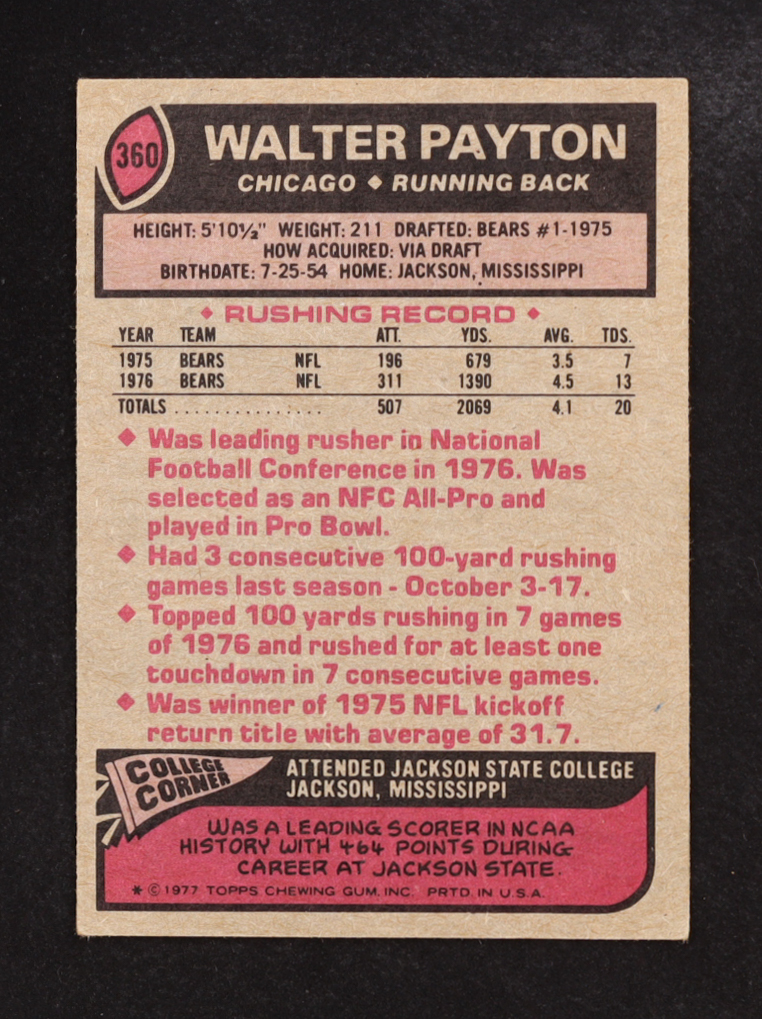 360
WALTER PAYTON
CHICAGO ◆ RUNNING BACK
HEIGHT: 5'10½" WEIGHT: 211 DRAFTED: BEARS #1-1975
HOW ACQUIRED: VIA DRAFT
BIRTHDATE: 7-25-54 HOME: JACKSON, MISSISSIPPI
◆ RUSHING RECORD ◆
YEAR TEAM ATT. YDS. AVG. TDS.
1975 BEARS NFL 196 679 3.5 7
1976 BEARS NFL 311 1390 4.5 13
TOTALS . . . . . . . . . . . . . . . 507 2069 4.1 20
◆ Was leading rusher in National
Football Conference in 1976. Was
selected as an NFC All-Pro and
played in Pro Bowl.
◆ Had 3 consecutive 100-yard rushing
games last season - October 3-17.
◆ Topped 100 yards rushing in 7 games
of 1976 and rushed for at least one
touchdown in 7 consecutive games.
◆ Was winner of 1975 NFL kickoff
return title with average of 31.7.
COLLEGE
CORNER
ATTENDED JACKSON STATE COLLEGE
JACKSON, MISSISSIPPI
WAS A LEADING SCORER IN NCAA
HISTORY WITH 464 POINTS DURING
CAREER AT JACKSON STATE.
* © 1977 TOPPS CHEWING GUM, INC. PRTD. IN U.S.A.